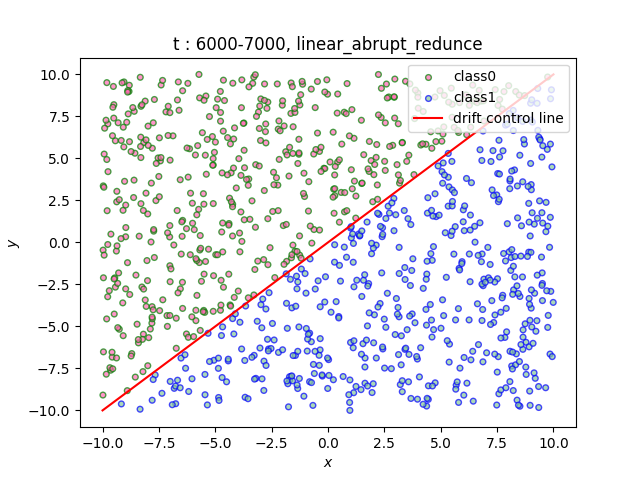 t : 6000-7000, linear_abrupt_redunce
class0
class1
drift control line
10.0
7.5
5.0
2.5
0.0
−2.5
−5.0
−7.5
−10.0
y
−10.0 −7.5 −5.0 −2.5 0.0 2.5 5.0 7.5 10.0
x